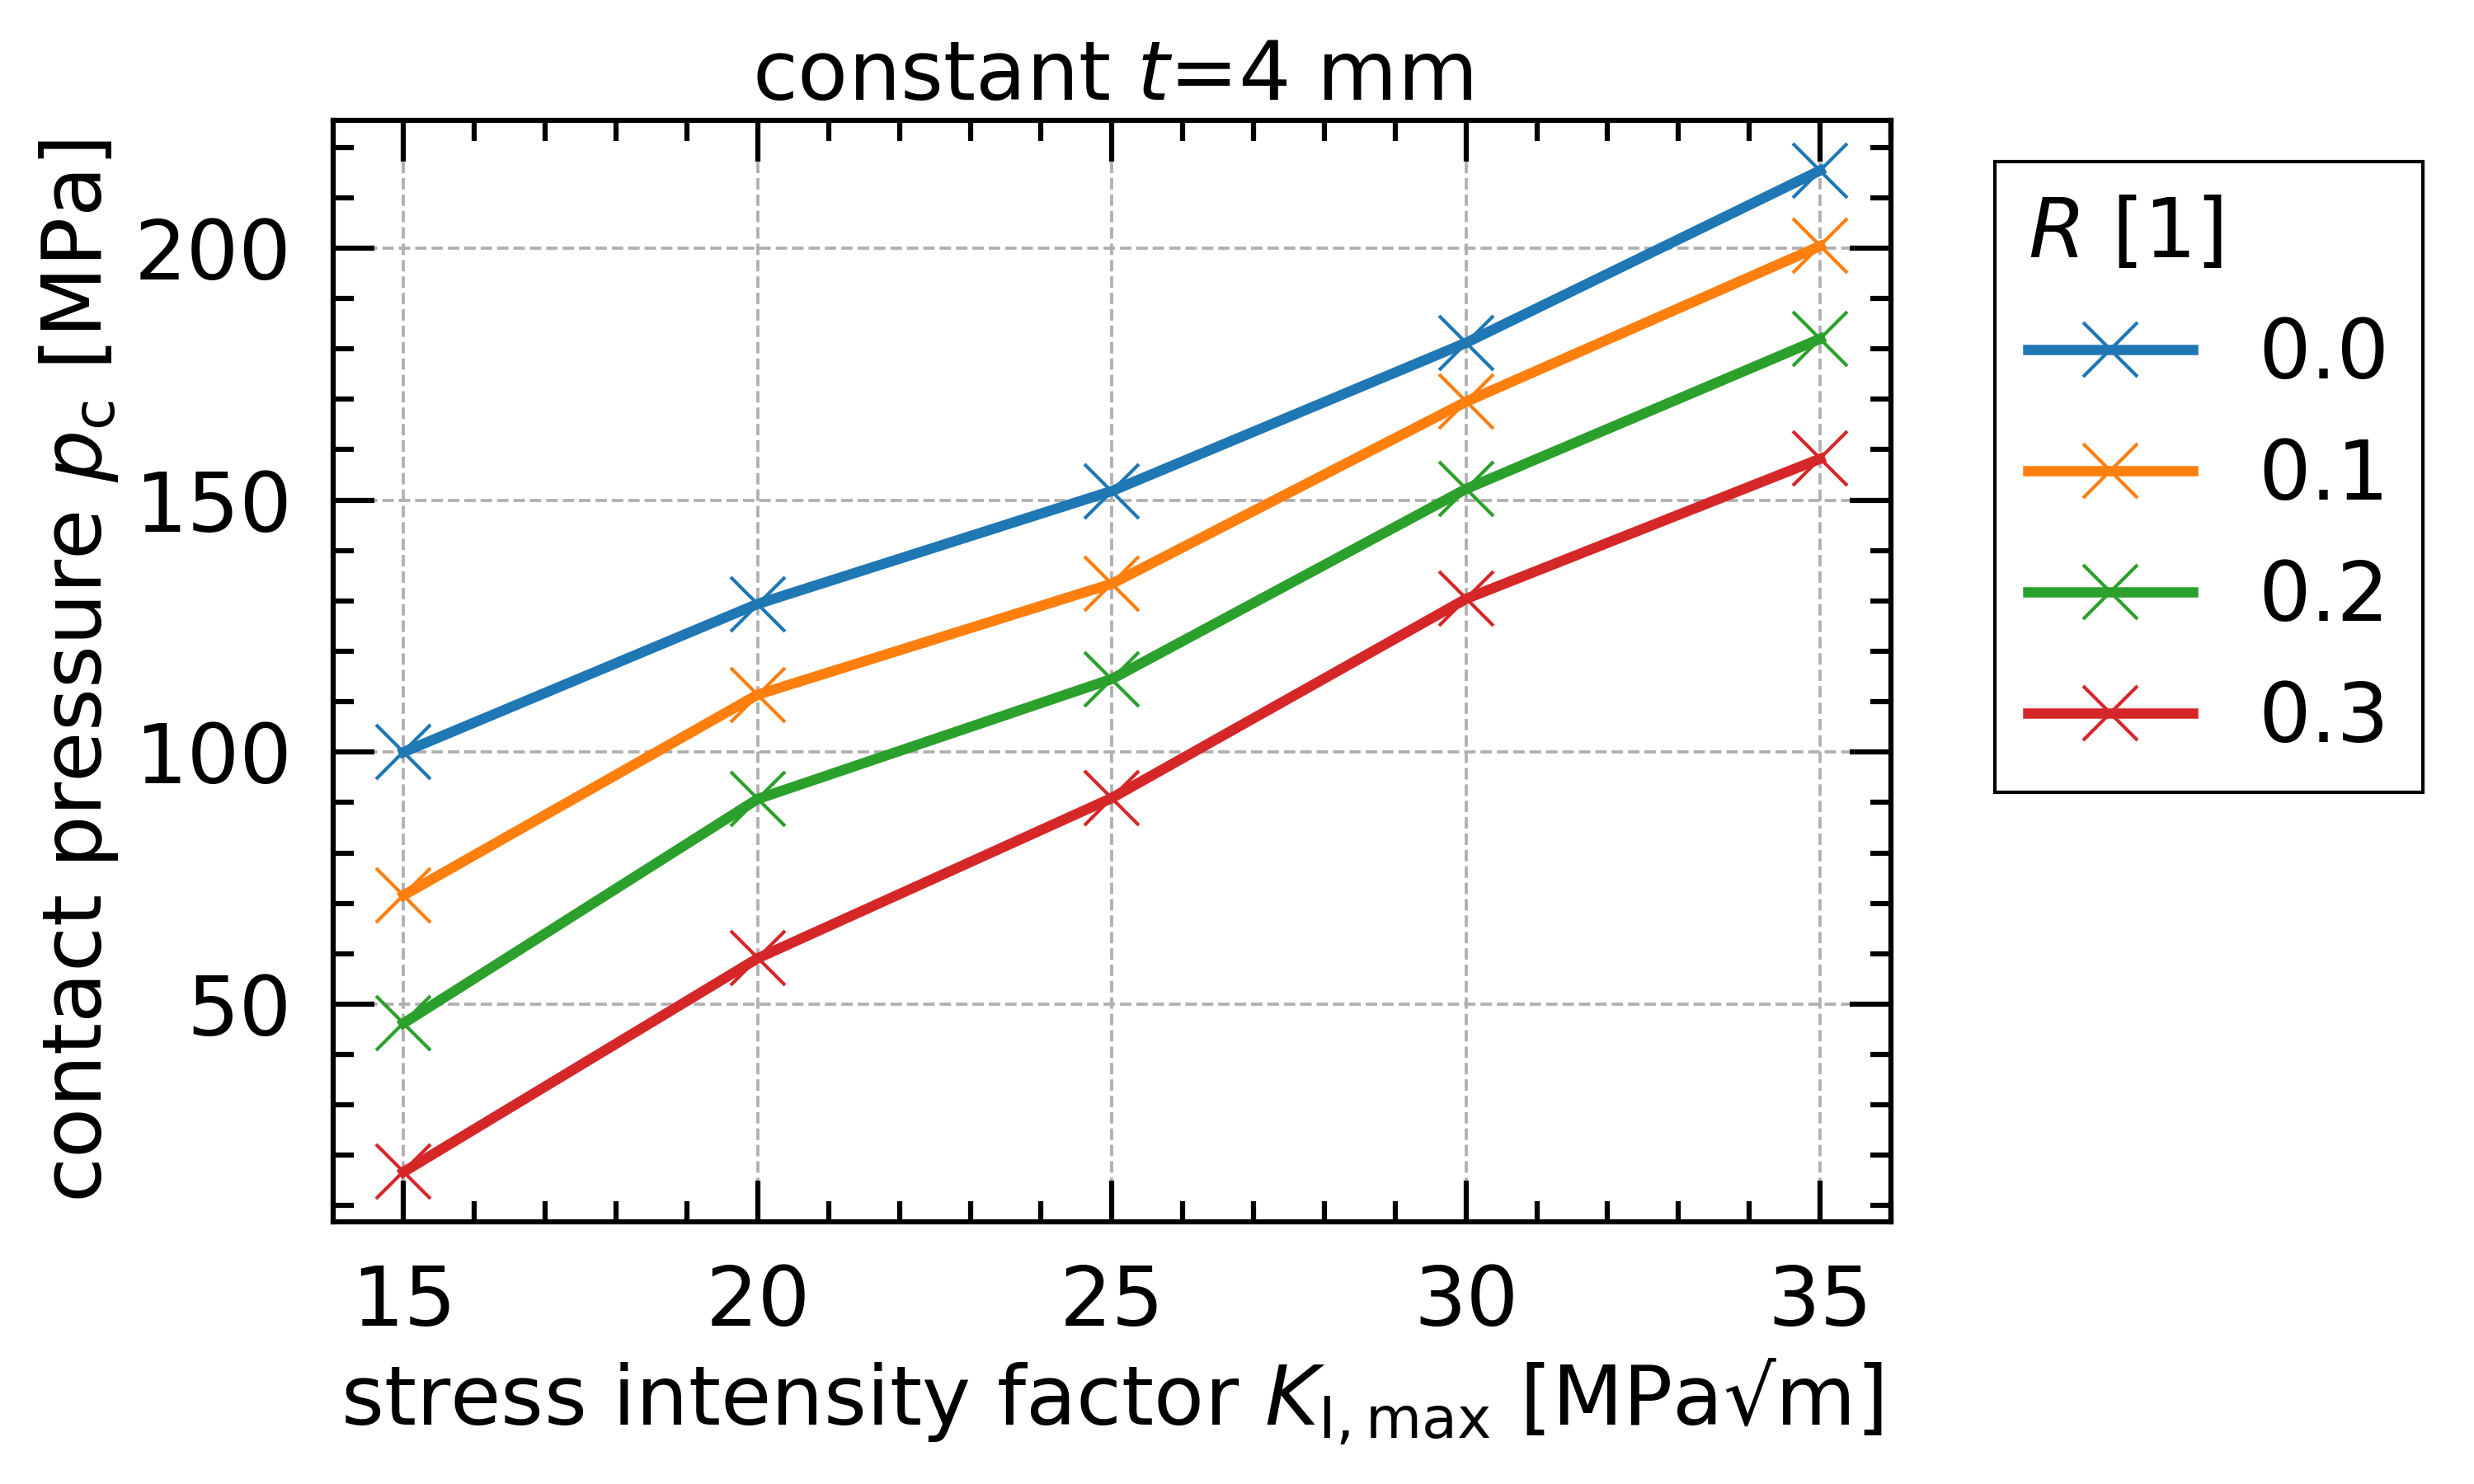 constant t=4 mm
contact pressure p_c [MPa]
200
150
100
50
15 20 25 30 35
stress intensity factor K_I, max [MPa√m]
R [1]
0.0
0.1
0.2
0.3